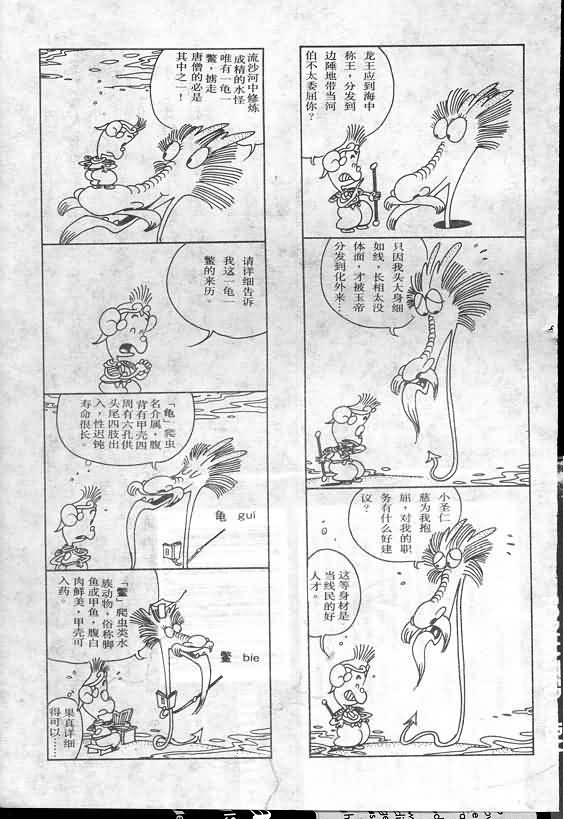 龙王应到海中
称王，分发到
边陲地带当河
伯不太委屈你？
只因我头大身细
如线，长相太没
体面，才被玉帝
分发到化外来…
小圣仁
慈为我抱
屈，对我的职
务有什么好建
议？
这等身材是
当线民的好
人才。
流沙河中修炼
成精的水怪
唯有一龟一
鳖，掳走
唐僧的必是
其中之一！
请详细告诉
我这一龟一
鳖的来历。
「龟」爬虫
名介属，腹
背有甲壳四
周有六孔供
头尾四肢出
入，性迟钝
寿命很长。
龟 gui
「鳖」爬虫类水
族动物，俗称脚
鱼或甲鱼，腹白
肉鲜美，甲壳可
入药。
鳖 bie
果真详细
得可以……